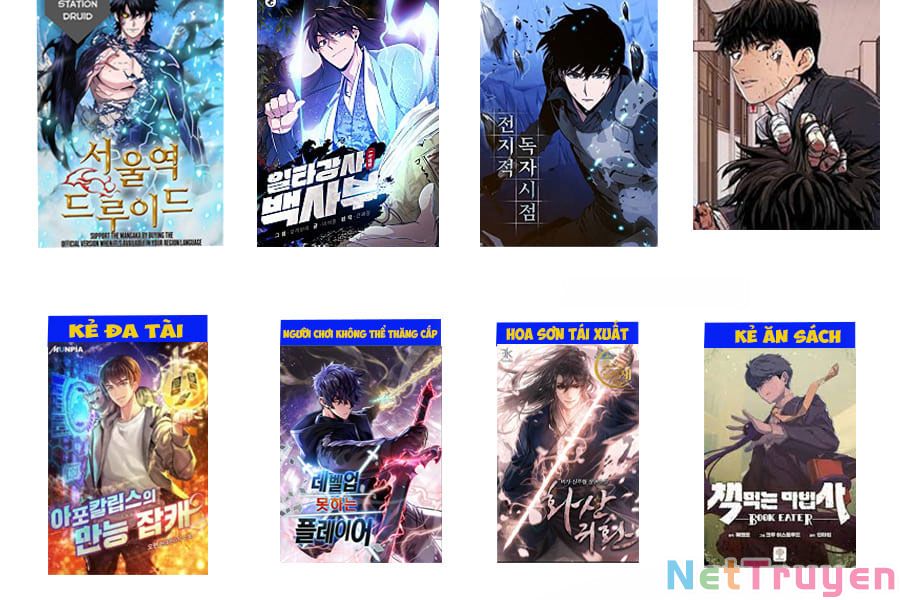 STATION
DRUID
서울역
드루이드
SUPPORT THE MANGAKA BY BUYING THE
OFFICIAL VERSION WHEN IT'S AVAILABLE IN YOUR REGION/LANGUAGE
일타강사
백사부
전지적
독자시점
KẺ ĐA TÀI
MUNPIA
아포칼립스의
만능 잡캐
NGƯỜI CHƠI KHÔNG THỂ THĂNG CẤP
레벨업
못하는
플레이어
HOA SƠN TÁI XUẤT
화산
귀환
KẺ ĂN SÁCH
책 먹는 마법사
BOOK EATER
NetTruyen